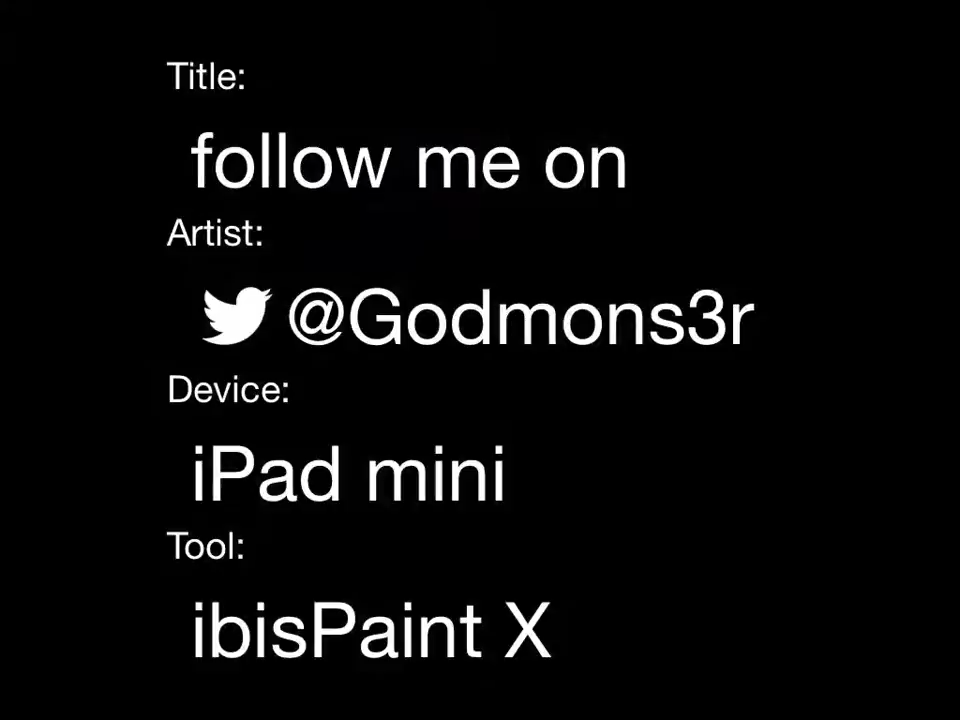 Title:
follow me on
Artist:
@Godmons3r
Device:
iPad mini
Tool:
ibisPaint X